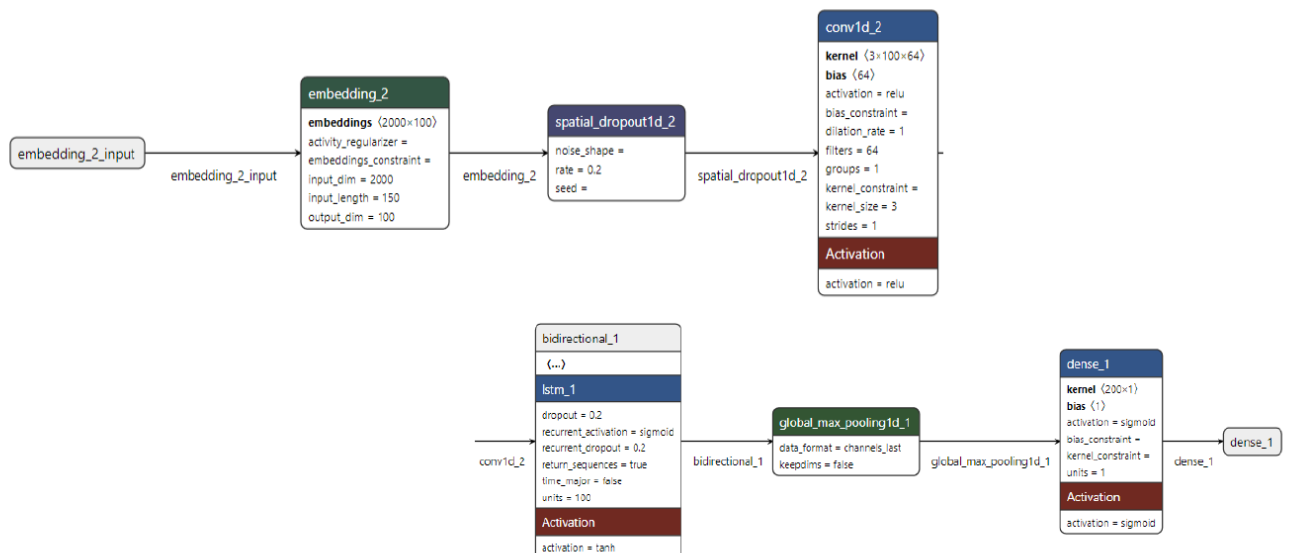 embedding_2_input
embedding_2_input
embedding_2
embeddings ⟨2000×100⟩
activity_regularizer =
embeddings_constraint =
input_dim = 2000
input_length = 150
output_dim = 100
embedding_2
spatial_dropout1d_2
noise_shape =
rate = 0.2
seed =
spatial_dropout1d_2
conv1d_2
kernel ⟨3×100×64⟩
bias ⟨64⟩
activation = relu
bias_constraint =
dilation_rate = 1
filters = 64
groups = 1
kernel_constraint =
kernel_size = 3
strides = 1
Activation
activation = relu
conv1d_2
bidirectional_1
⟨...⟩
lstm_1
dropout = 0.2
recurrent_activation = sigmoid
recurrent_dropout = 0.2
return_sequences = true
time_major = false
units = 100
Activation
activation = tanh
bidirectional_1
global_max_pooling1d_1
data_format = channels_last
keepdims = false
global_max_pooling1d_1
dense_1
kernel ⟨200×1⟩
bias ⟨1⟩
activation = sigmoid
bias_constraint =
kernel_constraint =
units = 1
Activation
activation = sigmoid
dense_1
dense_1